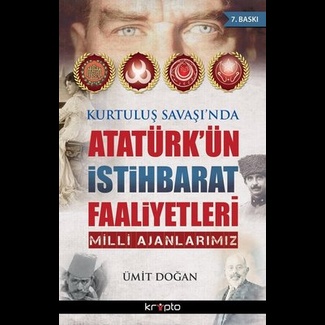 7. BASKI
KURTULUŞ SAVAŞI'NDA
ATATÜRK'ÜN
İSTİHBARAT
FAALİYETLERİ
MİLLİ AJANLARIMIZ
ÜMİT DOĞAN
kripto